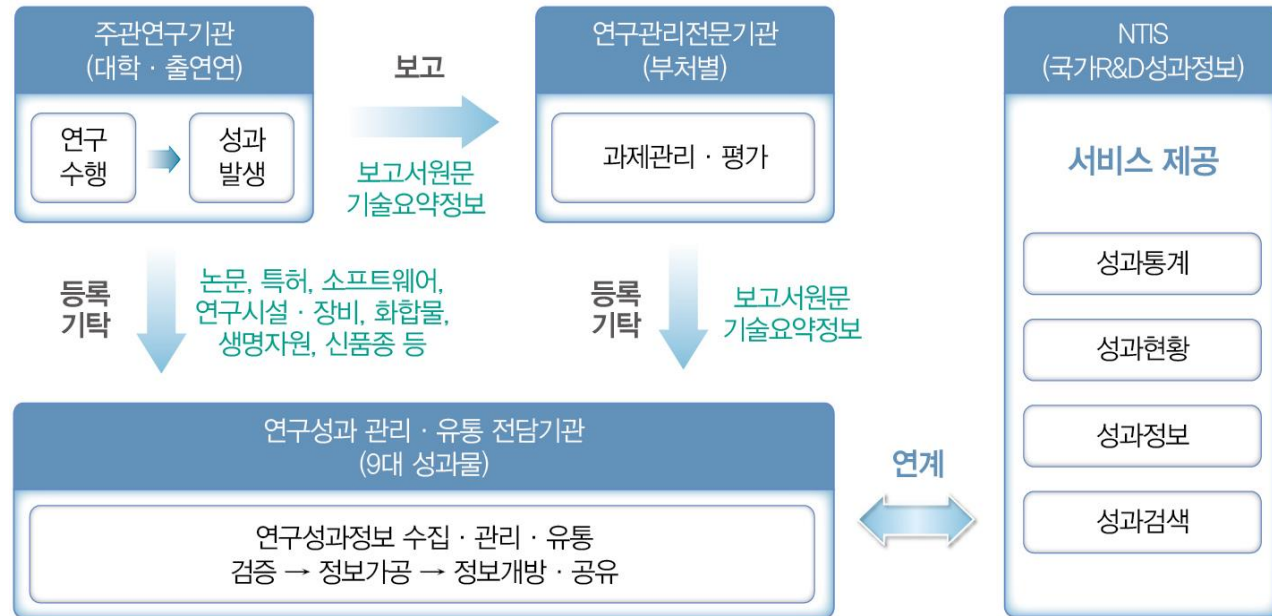 주관연구기관
(대학 · 출연연)
연구
수행
성과
발생
보고
보고서원문
기술요약정보
연구관리전문기관
(부처별)
과제관리 · 평가
등록
기탁
논문, 특허, 소프트웨어,
연구시설 · 장비, 화합물,
생명자원, 신품종 등
등록
기탁
보고서원문
기술요약정보
연구성과 관리 · 유통 전담기관
(9대 성과물)
연구성과정보 수집 · 관리 · 유통
검증 → 정보가공 → 정보개방 · 공유
연계
NTIS
(국가R&D성과정보)
서비스 제공
성과통계
성과현황
성과정보
성과검색